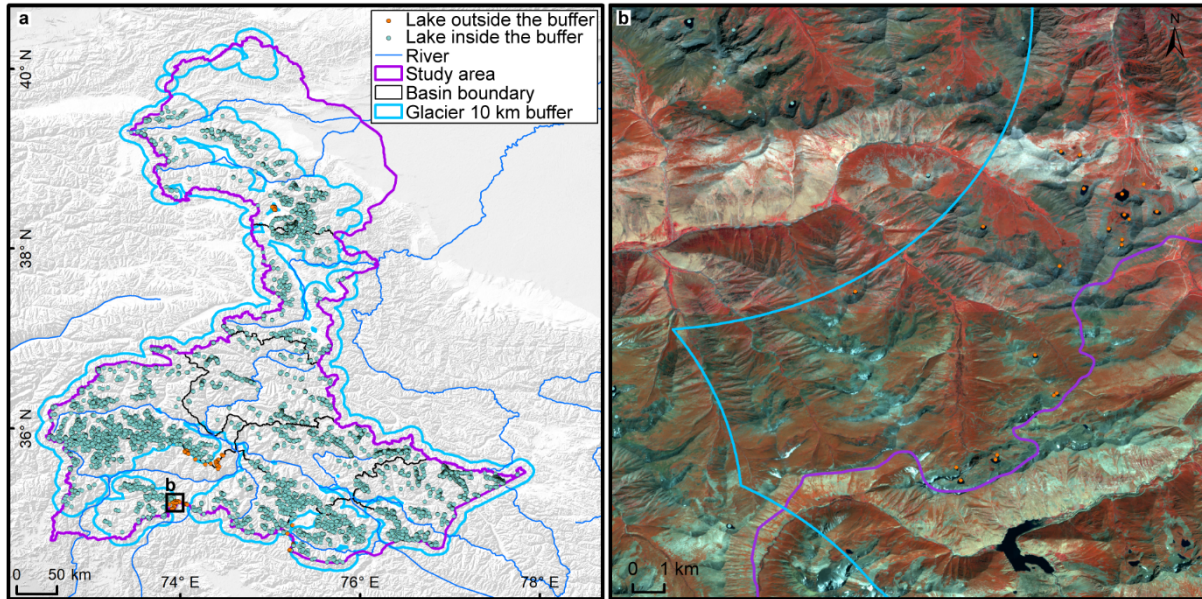 a
Lake outside the buffer
Lake inside the buffer
River
Study area
Basin boundary
Glacier 10 km buffer
40° N
38° N
36° N
b
0 50 km
74° E
76° E
78° E
b
N
0 1 km